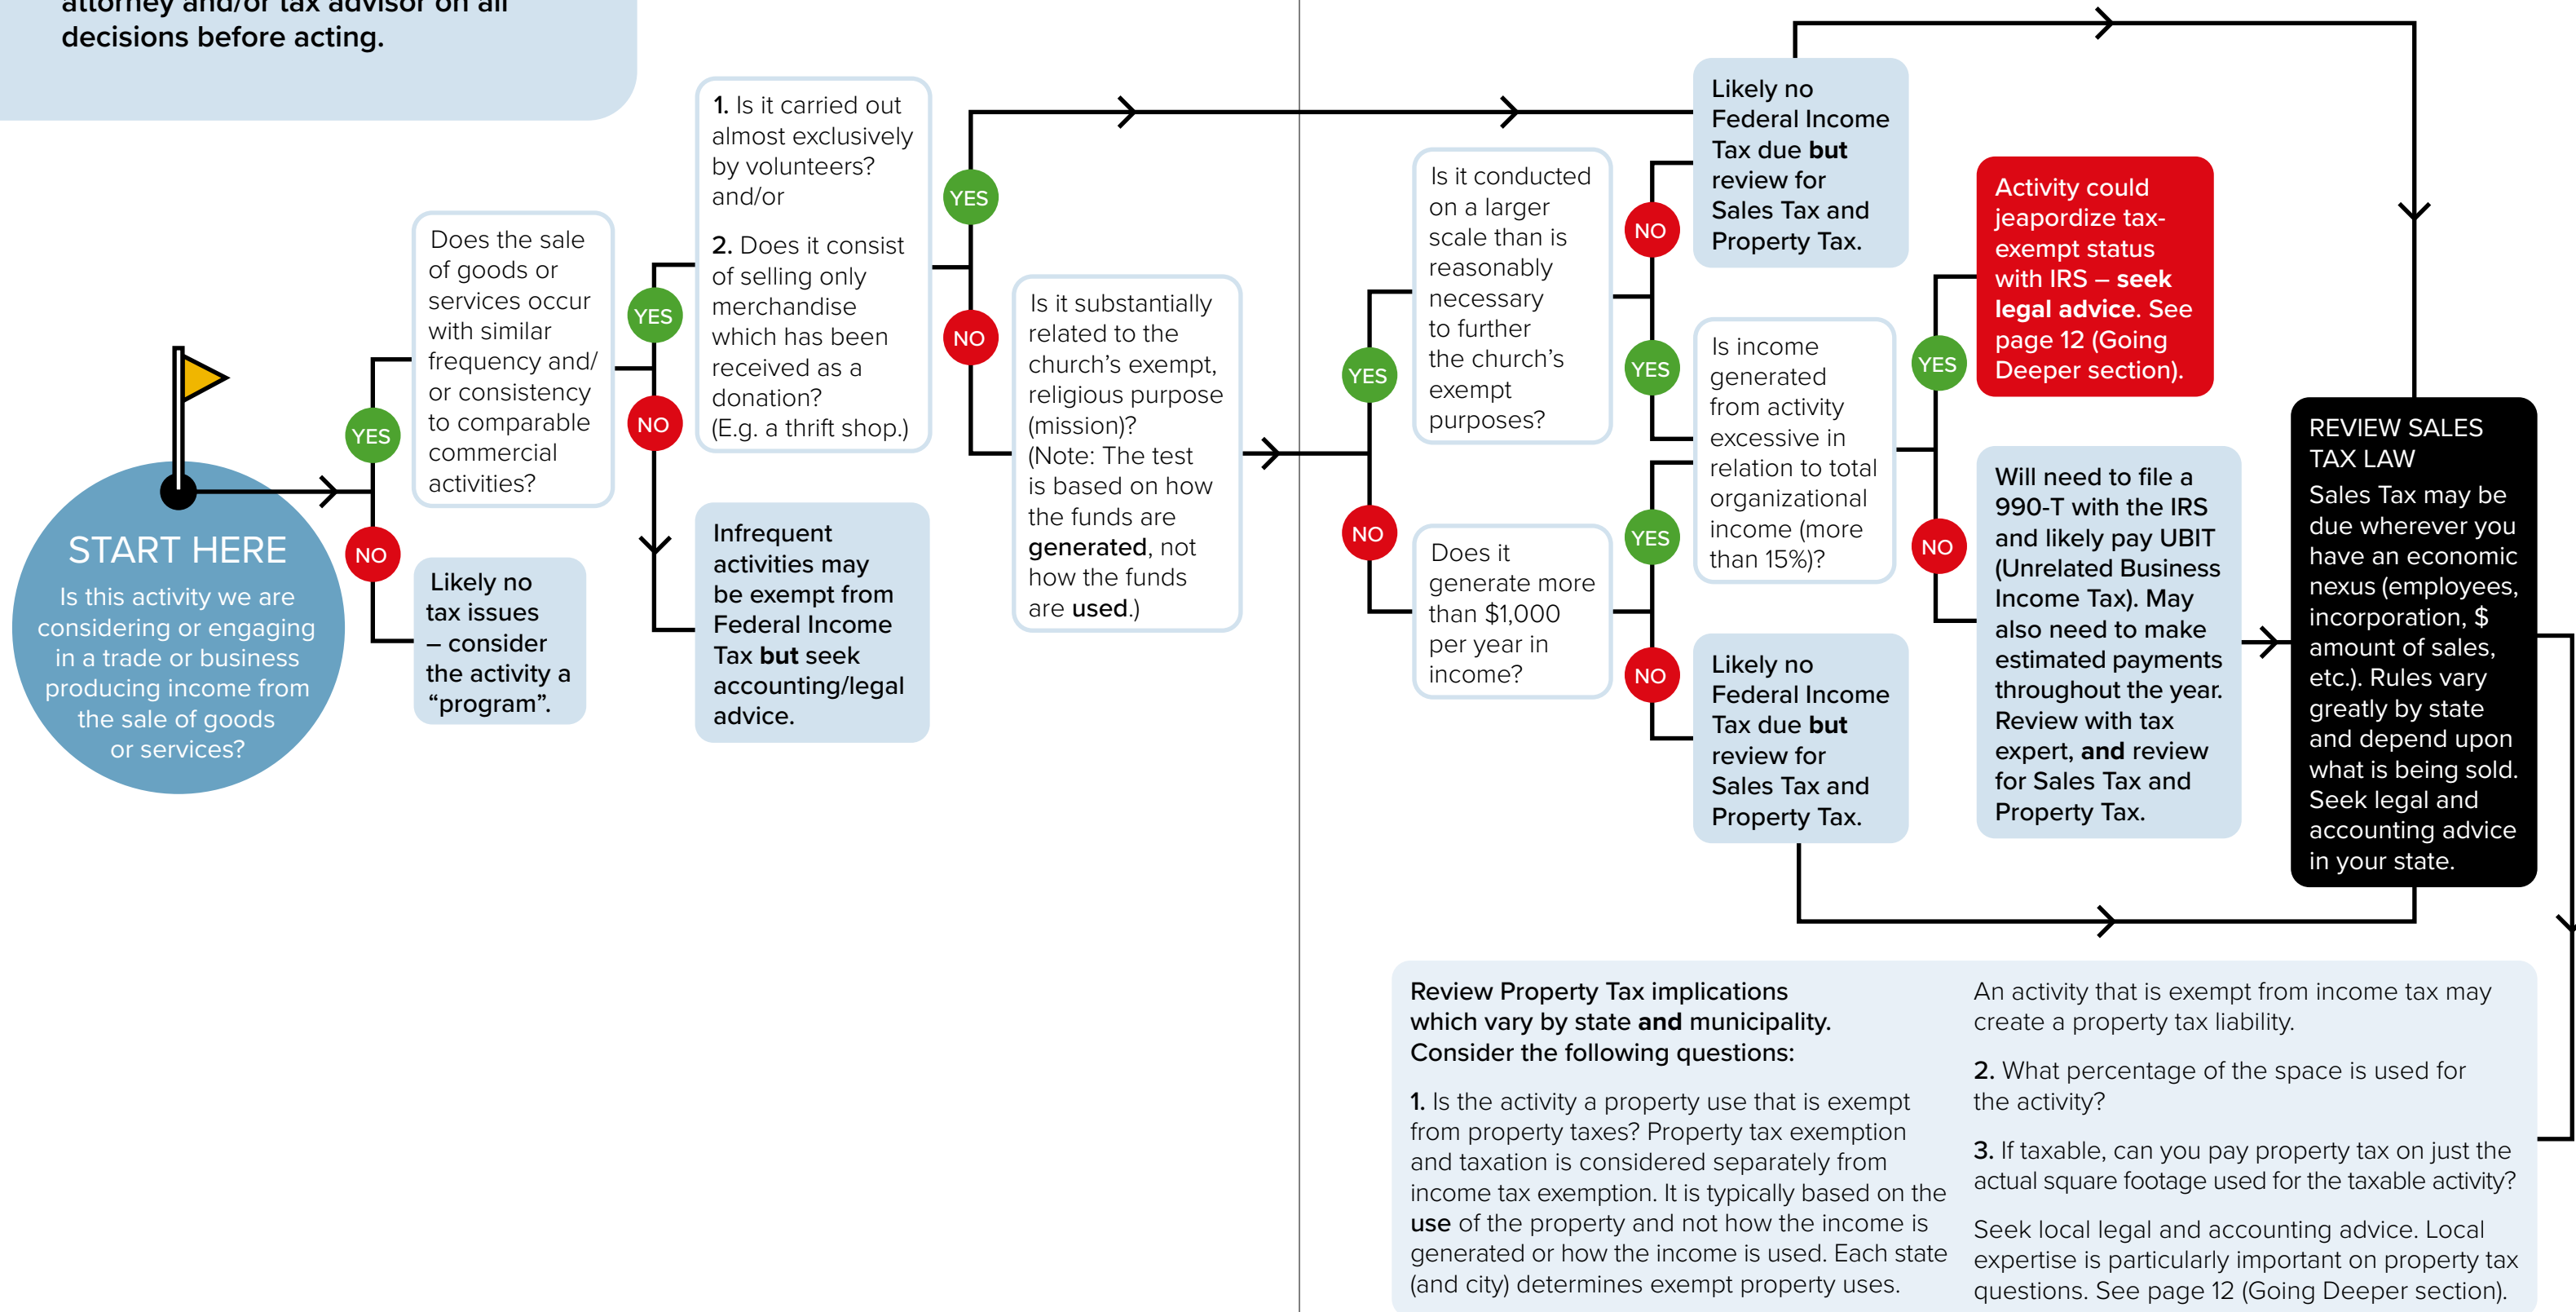 attorney and/or tax advisor on all
decisions before acting.
START HERE
Is this activity we are
considering or engaging
in a trade or business
producing income from
the sale of goods
or services?
YES
NO
Does the sale
of goods or
services occur
with similar
frequency and/
or consistency
to comparable
commercial
activities?
Likely no
tax issues
– consider
the activity a
“program”.
YES
NO
1. Is it carried out
almost exclusively
by volunteers?
and/or
2. Does it consist
of selling only
merchandise
which has been
received as a
donation?
(E.g. a thrift shop.)
Infrequent
activities may
be exempt from
Federal Income
Tax but seek
accounting/legal
advice.
YES
NO
Is it substantially
related to the
church’s exempt,
religious purpose
(mission)?
(Note: The test
is based on how
the funds are
generated, not
how the funds
are used.)
YES
NO
Is it conducted
on a larger
scale than is
reasonably
necessary
to further
the church’s
exempt
purposes?
Does it
generate more
than $1,000
per year in
income?
NO
YES
YES
NO
Likely no
Federal Income
Tax due but
review for
Sales Tax and
Property Tax.
Is income
generated
from activity
excessive in
relation to total
organizational
income (more
than 15%)?
Likely no
Federal Income
Tax due but
review for
Sales Tax and
Property Tax.
YES
NO
Activity could
jeapordize tax-
exempt status
with IRS – seek
legal advice. See
page 12 (Going
Deeper section).
Will need to file a
990-T with the IRS
and likely pay UBIT
(Unrelated Business
Income Tax). May
also need to make
estimated payments
throughout the year.
Review with tax
expert, and review
for Sales Tax and
Property Tax.
REVIEW SALES
TAX LAW
Sales Tax may be
due wherever you
have an economic
nexus (employees,
incorporation, $
amount of sales,
etc.). Rules vary
greatly by state
and depend upon
what is being sold.
Seek legal and
accounting advice
in your state.
Review Property Tax implications
which vary by state and municipality.
Consider the following questions:
1. Is the activity a property use that is exempt
from property taxes? Property tax exemption
and taxation is considered separately from
income tax exemption. It is typically based on the
use of the property and not how the income is
generated or how the income is used. Each state
(and city) determines exempt property uses.
An activity that is exempt from income tax may
create a property tax liability.
2. What percentage of the space is used for
the activity?
3. If taxable, can you pay property tax on just the
actual square footage used for the taxable activity?
Seek local legal and accounting advice. Local
expertise is particularly important on property tax
questions. See page 12 (Going Deeper section).